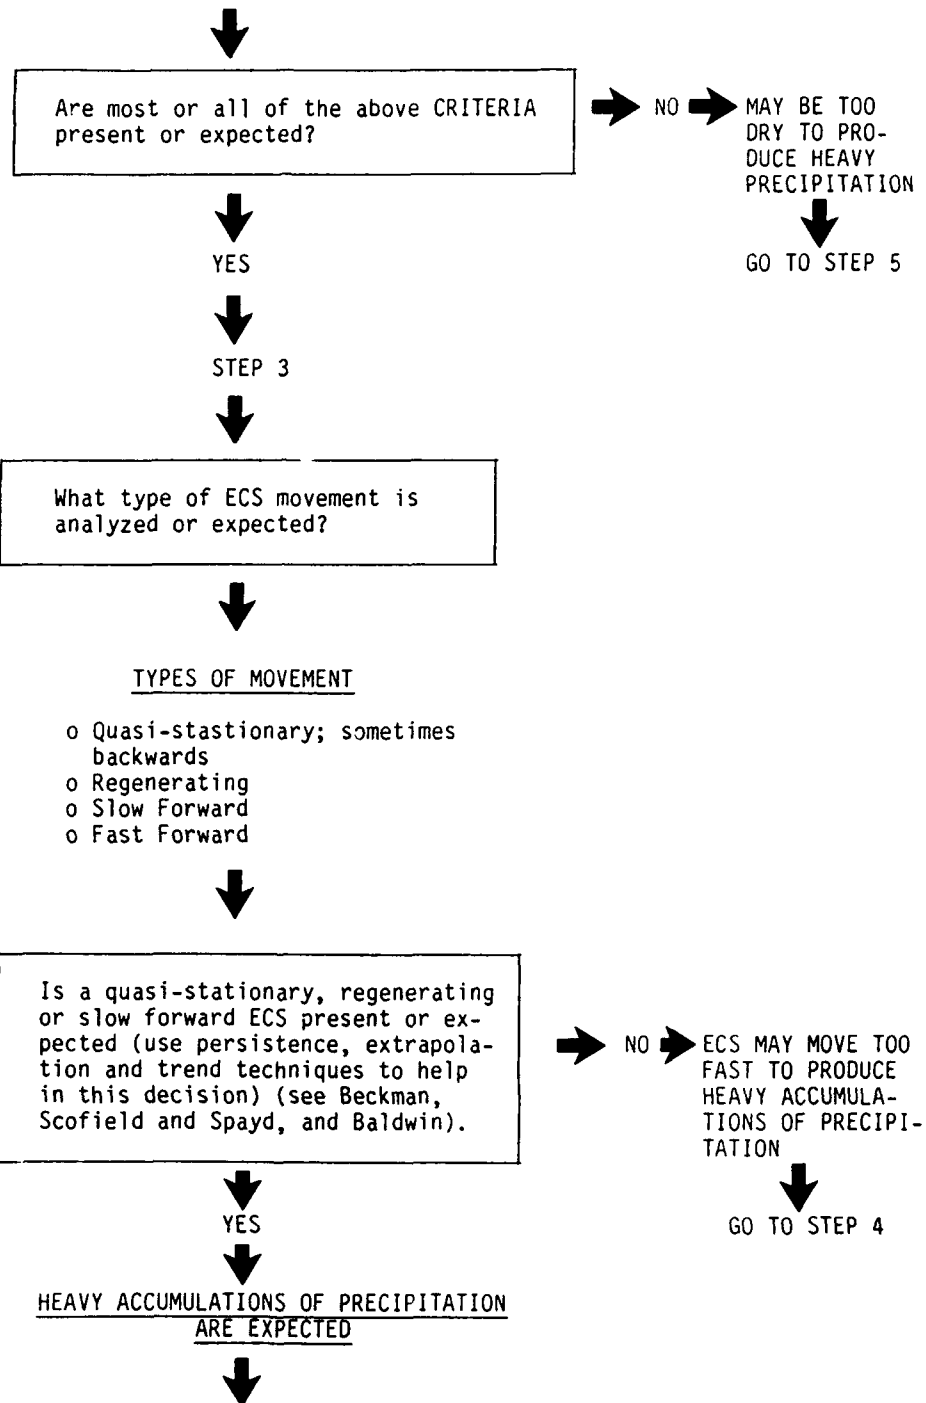 Are most or all of the above CRITERIA
present or expected?
NO
MAY BE TOO
DRY TO PRO-
DUCE HEAVY
PRECIPITATION
GO TO STEP 5
YES
STEP 3
What type of ECS movement is
analyzed or expected?
TYPES OF MOVEMENT
o Quasi-stastionary; sometimes
backwards
o Regenerating
o Slow Forward
o Fast Forward
Is a quasi-stationary, regenerating
or slow forward ECS present or ex-
pected (use persistence, extrapola-
tion and trend techniques to help
in this decision) (see Beckman,
Scofield and Spayd, and Baldwin).
NO
ECS MAY MOVE TOO
FAST TO PRODUCE
HEAVY ACCUMULA-
TIONS OF PRECIPI-
TATION
GO TO STEP 4
YES
HEAVY ACCUMULATIONS OF PRECIPITATION
ARE EXPECTED